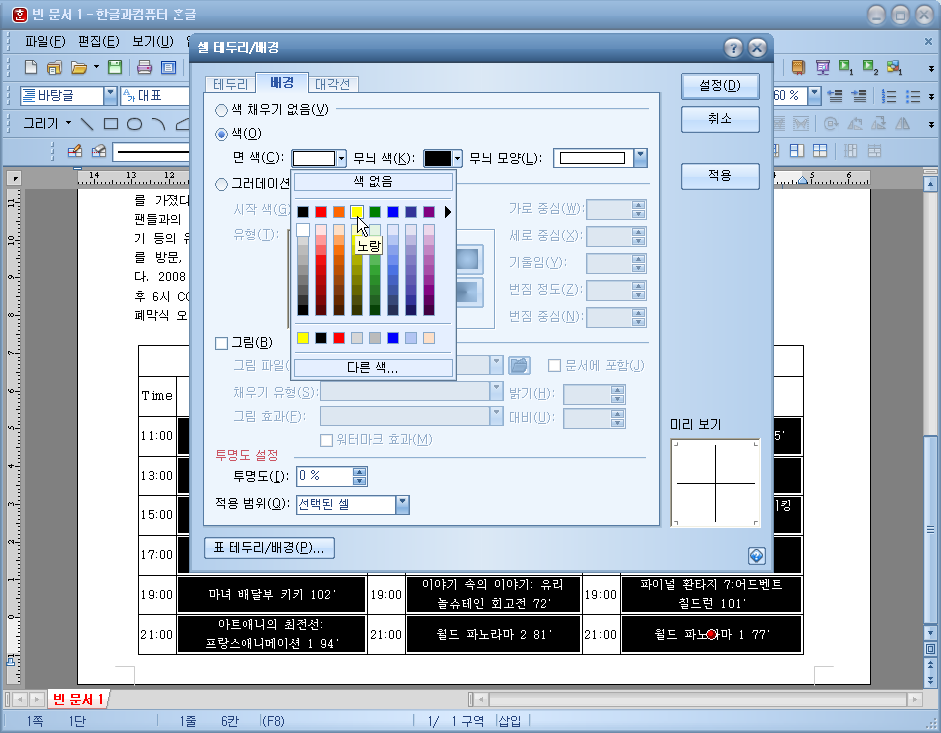 빈 문서 1 - 한글과컴퓨터 한글
파일(F) 편집(E) 보기(U)
바탕글 대표 60 %
그리기
14 13 12 11 5 6
를 가졌다
팬들과의
기 등의 유
를 방문,
다. 2008
후 6시 CO
폐막식 오
셀 테두리/배경
테두리 배경 대각선
색 채우기 없음(V)
색(O)
면 색(C): 무늬 색(K): 무늬 모양(L):
색 없음
노랑
다른 색...
그러데이션
시작 색(G)
유형(T):
가로 중심(W):
세로 중심(X):
기울임(Y):
번짐 정도(Z):
번짐 중심(N):
그림(B)
그림 파일( 문서에 포함(J)
채우기 유형(S): 밝기(H):
그림 효과(F): 대비(U):
워터마크 효과(M)
투명도 설정
투명도(I): 0 %
적용 범위(Q): 선택된 셀
표 테두리/배경(P)...
설정(D)
취소
적용
미리 보기
Time
11:00 5'
13:00
15:00 키킹
17:00
19:00 마녀 배달부 키키 102' 19:00 이야기 속의 이야기: 유리 놀슈테인 회고전 72' 19:00 파이널 환타지 7:어드벤트 칠드런 101'
21:00 아트애니의 최전선: 프랑스애니메이션 1 94' 21:00 월드 파노라마 2 81' 21:00 월드 파노라마 1 77'
빈 문서 1
1쪽 1단 1줄 6칸 (F8) 1/ 1 구역 삽입